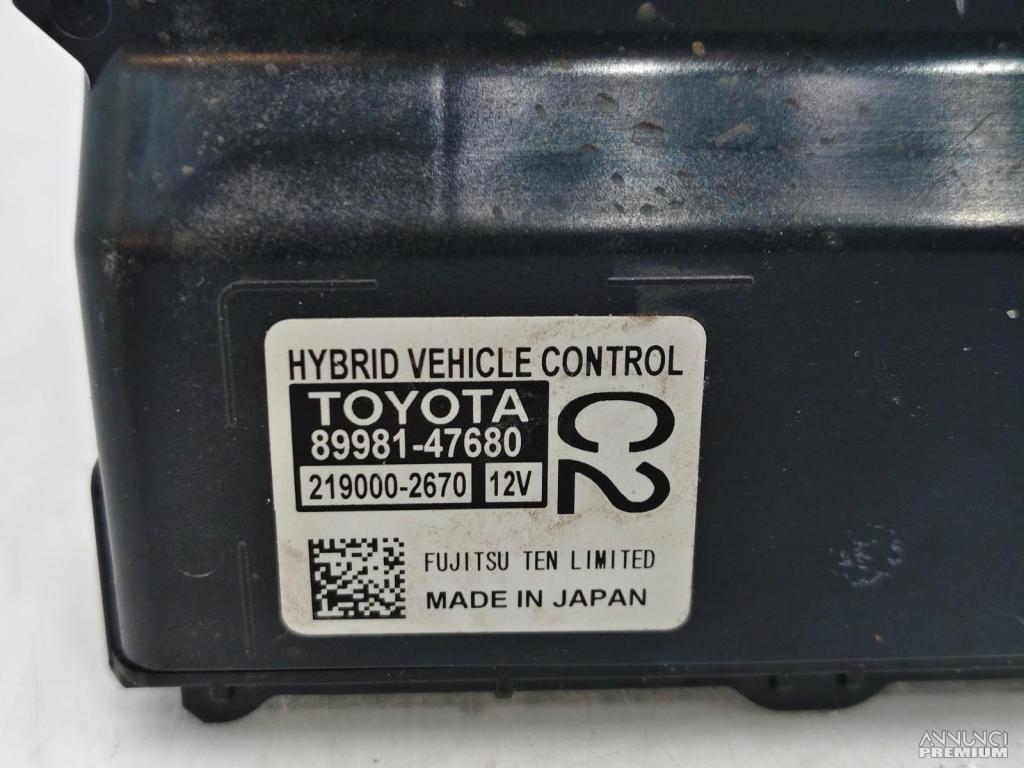 HYBRID VEHICLE CONTROL
TOYOTA
89981-47680
219000-2670 12V
C2
FUJITSU TEN LIMITED
MADE IN JAPAN
ANNUNCI
PREMIUM